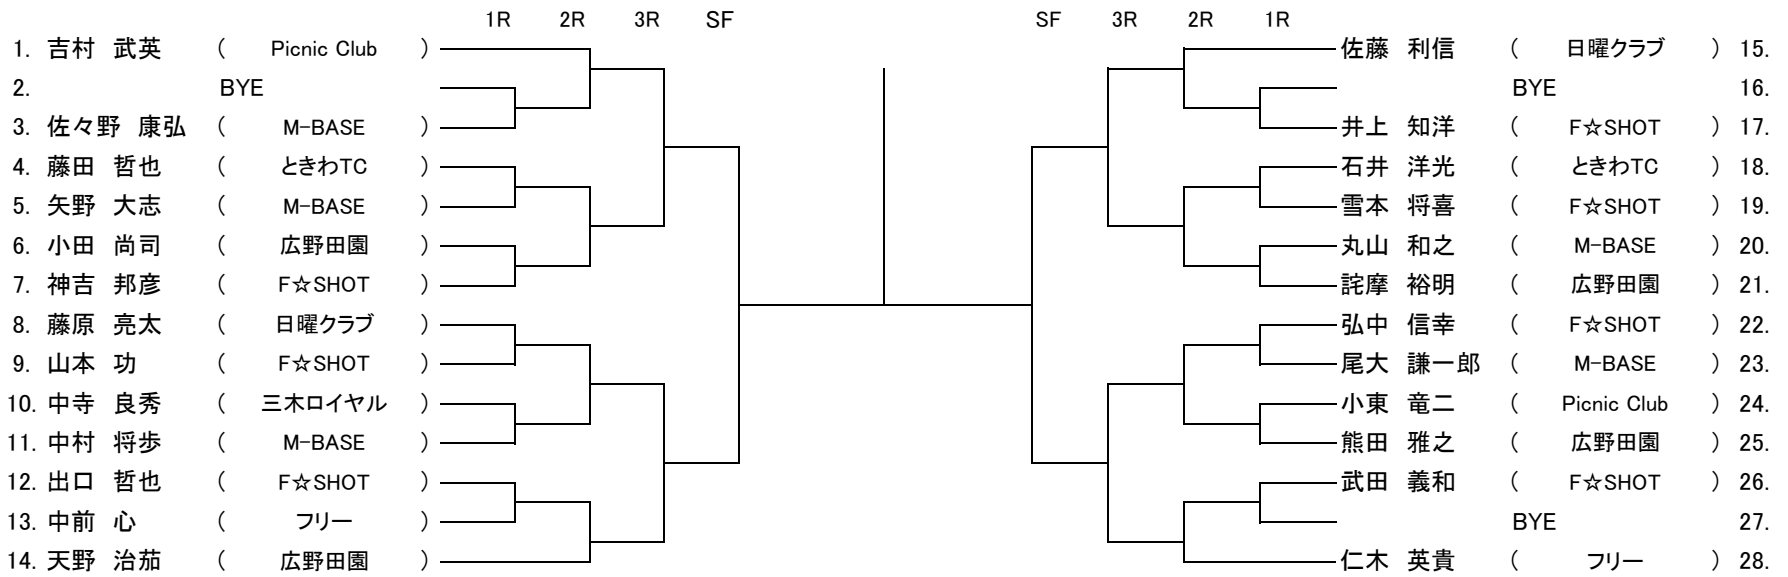 1R 2R 3R SF SF 3R 2R 1R
1. 吉村 武英 ( Picnic Club ) 佐藤 利信 ( 日曜クラブ ) 15.
2. BYE BYE 16.
3. 佐々野 康弘 ( M-BASE ) 井上 知洋 ( F☆SHOT ) 17.
4. 藤田 哲也 ( ときわTC ) 石井 洋光 ( ときわTC ) 18.
5. 矢野 大志 ( M-BASE ) 雪本 将喜 ( F☆SHOT ) 19.
6. 小田 尚司 ( 広野田園 ) 丸山 和之 ( M-BASE ) 20.
7. 神吉 邦彦 ( F☆SHOT ) 詫摩 裕明 ( 広野田園 ) 21.
8. 藤原 亮太 ( 日曜クラブ ) 弘中 信幸 ( F☆SHOT ) 22.
9. 山本 功 ( F☆SHOT ) 尾大 謙一郎 ( M-BASE ) 23.
10. 中寺 良秀 ( 三木ロイヤル ) 小東 竜二 ( Picnic Club ) 24.
11. 中村 将歩 ( M-BASE ) 熊田 雅之 ( 広野田園 ) 25.
12. 出口 哲也 ( F☆SHOT ) 武田 義和 ( F☆SHOT ) 26.
13. 中前 心 ( フリー ) BYE 27.
14. 天野 治茄 ( 広野田園 ) 仁木 英貴 ( フリー ) 28.